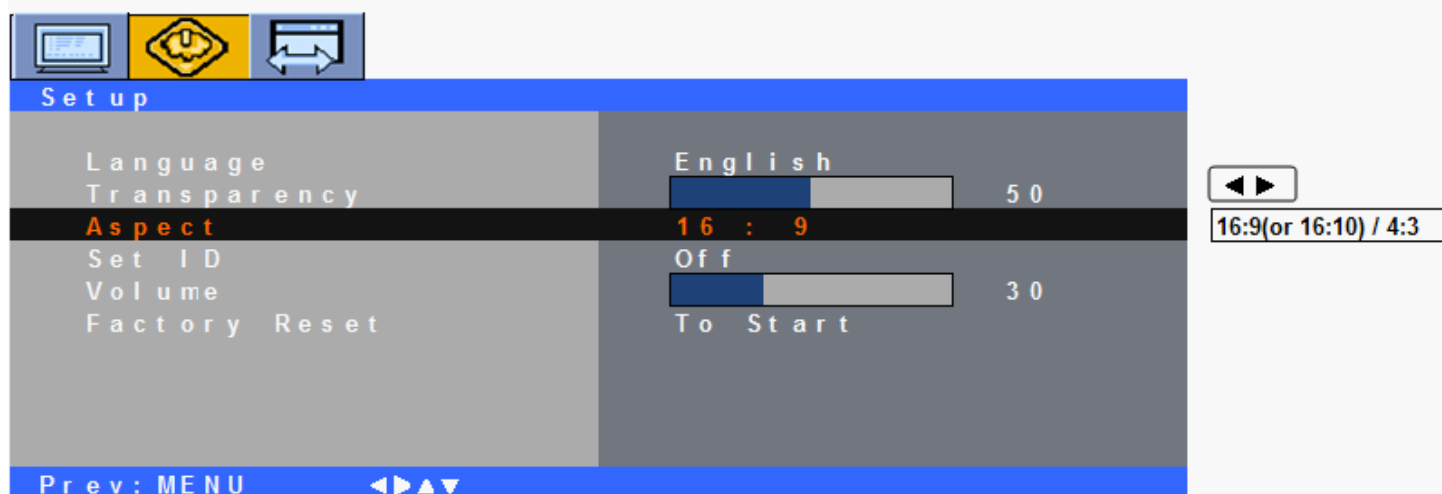 Setup
Language English
Transparency 50
Aspect 16 : 9
Set ID Off
Volume 30
Factory Reset To Start
Prev: MENU ◀▶▲▼
◀ ▶
16:9(or 16:10) / 4:3